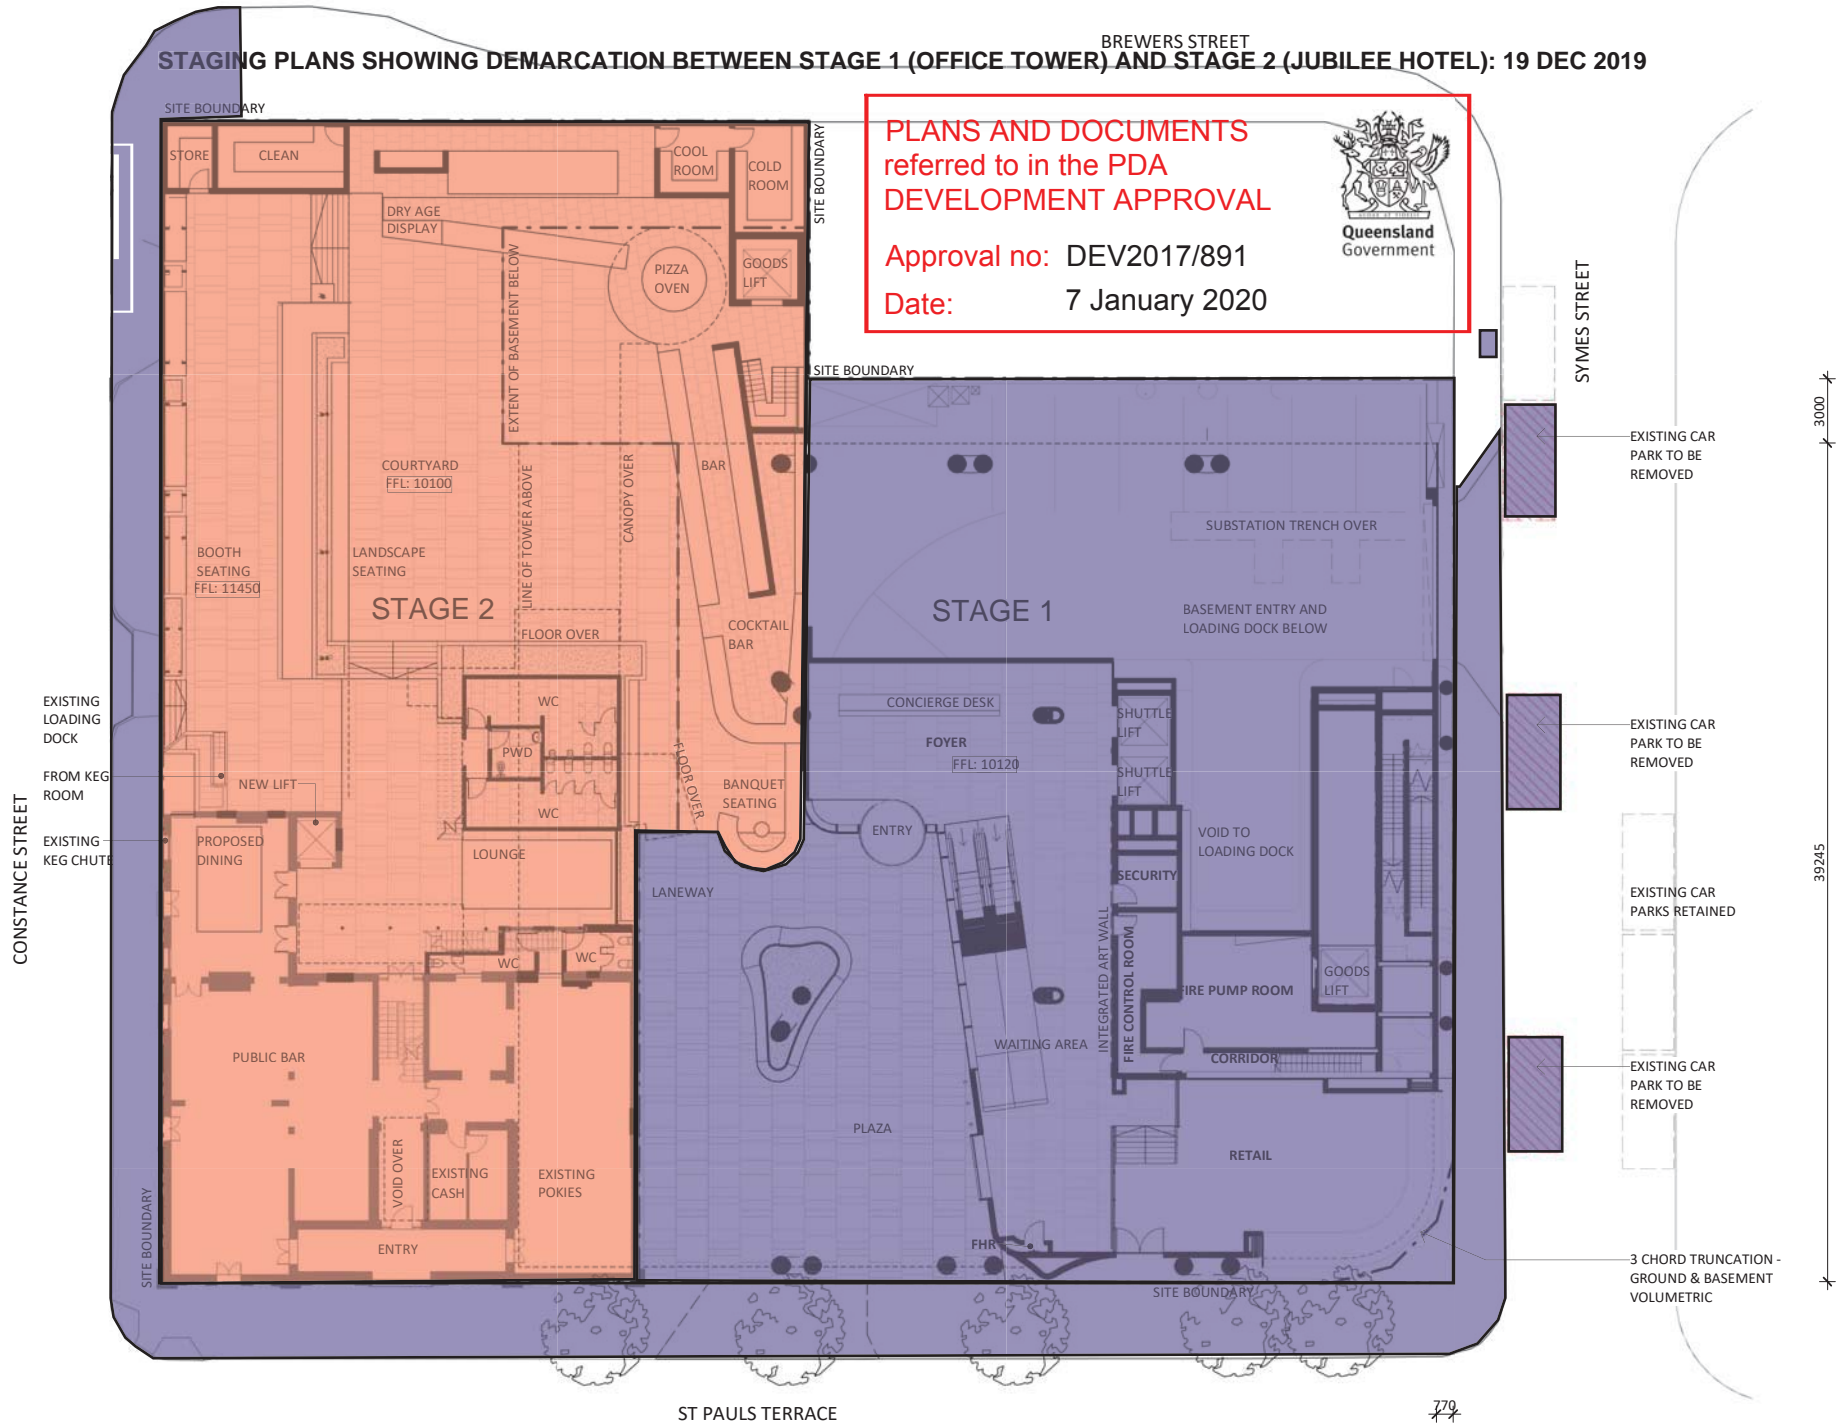 BREWERS STREET
STAGING PLANS SHOWING DEMARCATION BETWEEN STAGE 1 (OFFICE TOWER) AND STAGE 2 (JUBILEE HOTEL): 19 DEC 2019
SITE BOUNDARY
PLANS AND DOCUMENTS
referred to in the PDA
DEVELOPMENT APPROVAL
Approval no: DEV2017/891
Date: 7 January 2020
Queensland
Government
STORE
CLEAN
COOL
ROOM
COLD
ROOM
SITE BOUNDARY
DRY AGE
DISPLAY
EXTENT OF BASEMENT BELOW
PIZZA
OVEN
GOODS
LIFT
SYMES STREET
SITE BOUNDARY
3000
EXISTING CAR
PARK TO BE
REMOVED
COURTYARD
FFL: 10100
LINE OF TOWER ABOVE
CANOPY OVER
BAR
SUBSTATION TRENCH OVER
BOOTH
SEATING
FFL: 11450
LANDSCAPE
SEATING
STAGE 2
STAGE 1
FLOOR OVER
COCKTAIL
BAR
BASEMENT ENTRY AND
LOADING DOCK BELOW
EXISTING
LOADING
DOCK
FROM KEG
ROOM
EXISTING
KEG CHUTE
CONSTANCE STREET
WC
PWD
WC
FLOOR OVER
NEW LIFT
BANQUET
SEATING
CONCIERGE DESK
FOYER
FFL: 10120
SHUTTLE
LIFT
SHUTTLE
LIFT
EXISTING CAR
PARK TO BE
REMOVED
PROPOSED
DINING
LOUNGE
ENTRY
VOID TO
LOADING DOCK
SECURITY
LANEWAY
39245
EXISTING CAR
PARKS RETAINED
WC
WC
INTEGRATED ART WALL
FIRE CONTROL ROOM
FIRE PUMP ROOM
GOODS
LIFT
PUBLIC BAR
WAITING AREA
CORRIDOR
EXISTING CAR
PARK TO BE
REMOVED
PLAZA
RETAIL
VOID OVER
EXISTING
CASH
EXISTING
POKIES
SITE BOUNDARY
ENTRY
FHR
3 CHORD TRUNCATION -
GROUND & BASEMENT
VOLUMETRIC
SITE BOUNDARY
ST PAULS TERRACE
770